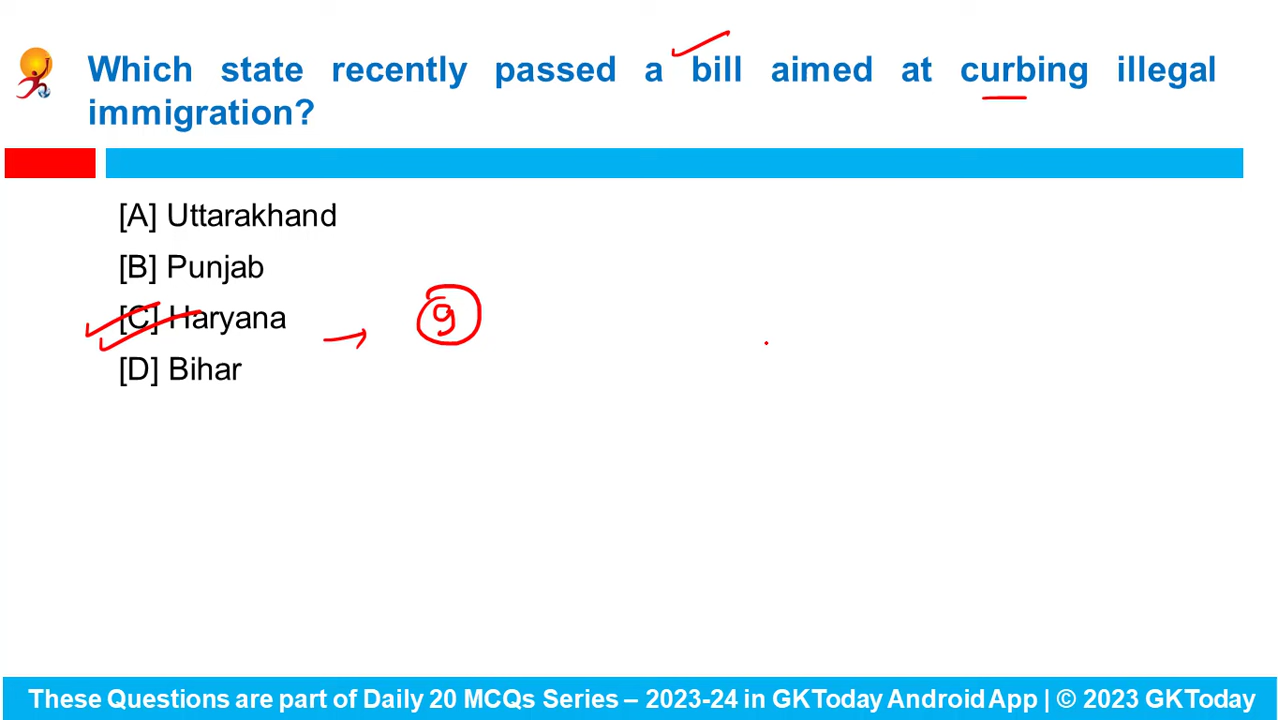 Which state recently passed a bill aimed at curbing illegal
immigration?
[A] Uttarakhand
[B] Punjab
[C] Haryana
9
[D] Bihar
These Questions are part of Daily 20 MCQs Series – 2023-24 in GKToday Android App | © 2023 GKToday